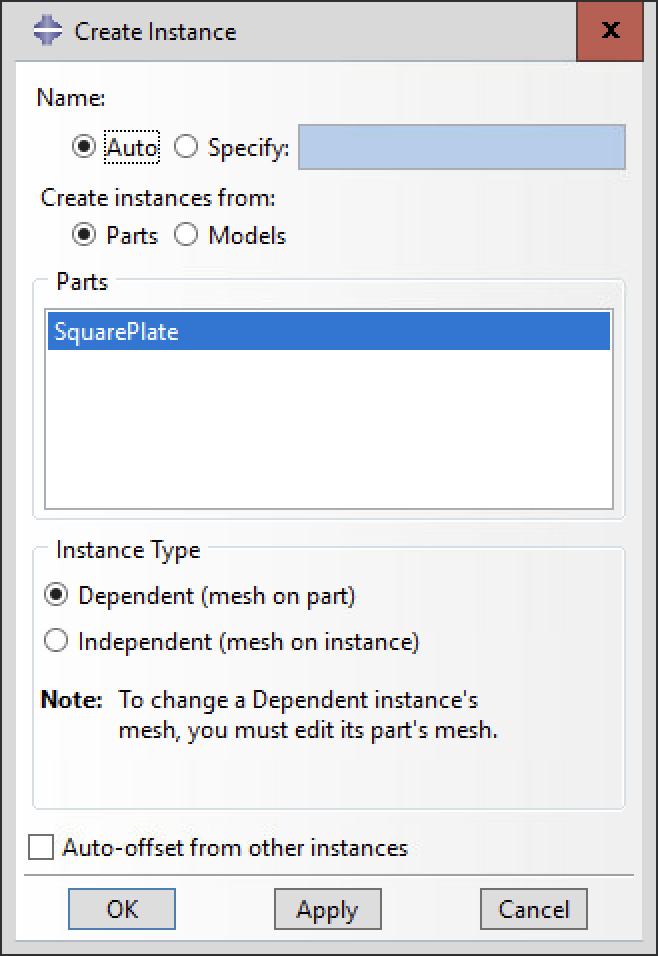 Create Instance
x
Name:
Auto Specify:
Create instances from:
Parts Models
Parts
SquarePlate
Instance Type
Dependent (mesh on part)
Independent (mesh on instance)
Note: To change a Dependent instance's
mesh, you must edit its part's mesh.
Auto-offset from other instances
OK Apply Cancel